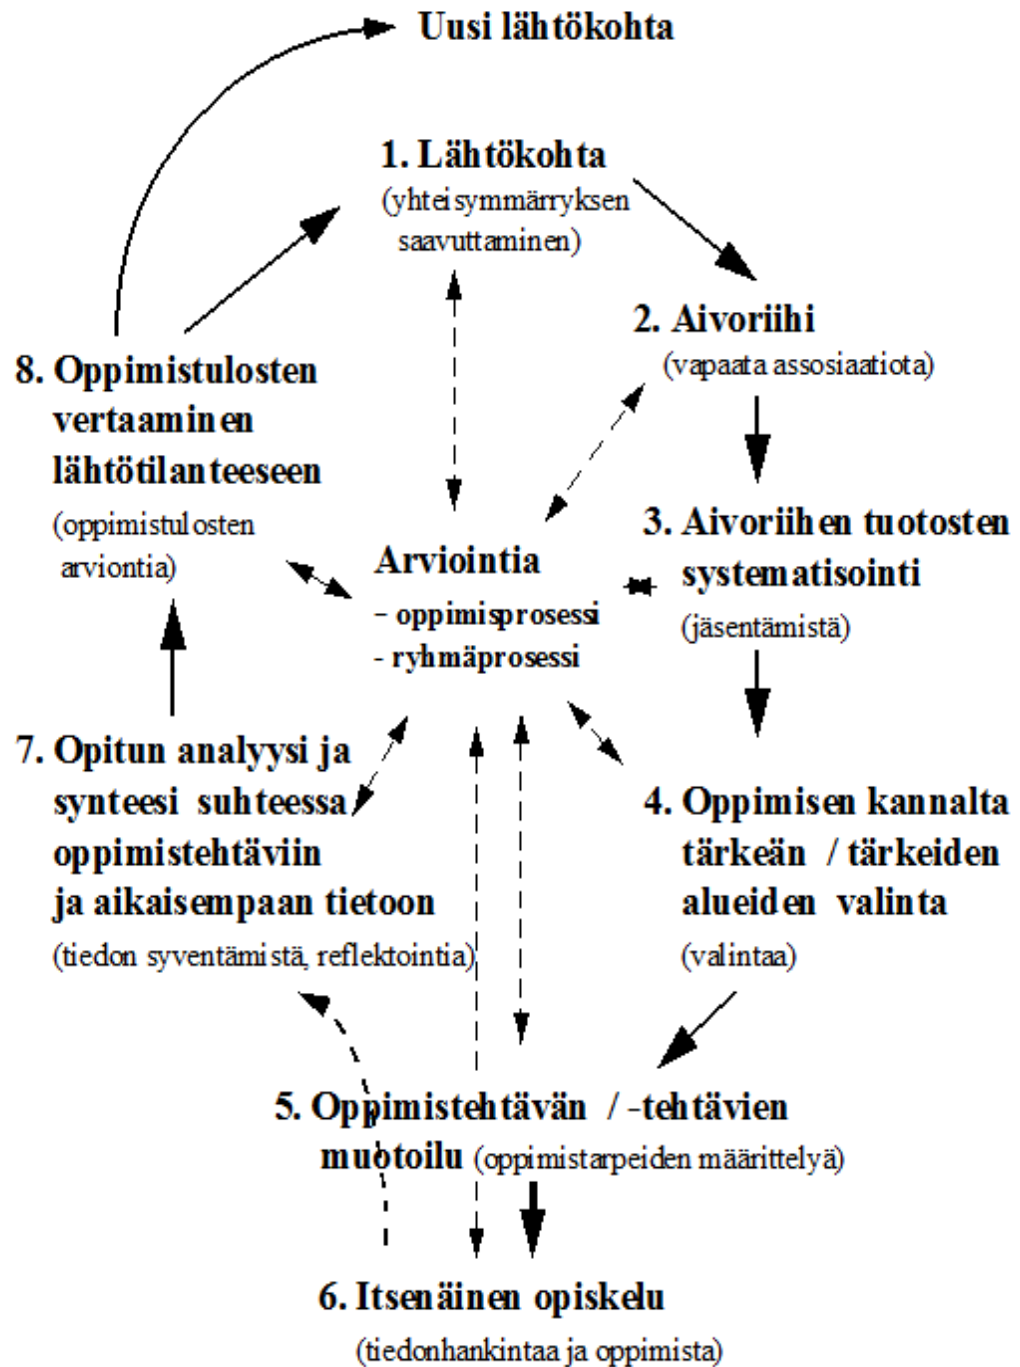 Uusi lähtökohta
1. Lähtökohta
(yhteisymmärryksen
saavuttaminen)
2. Aivoriihi
(vapaata assosiaatiota)
3. Aivoriihen tuotosten
systematisointi
(jäsentämistä)
4. Oppimisen kannalta
tärkeän / tärkeiden
alueiden valinta
(valintaa)
5. Oppimistehtävän / -tehtävien
muotoilu (oppimistarpeiden määrittelyä)
6. Itsenäinen opiskelu
(tiedonhankintaa ja oppimista)
7. Opitun analyysi ja
synteesi suhteessa
oppimistehtäviin
ja aikaisempaan tietoon
(tiedon syventämistä, reflektointia)
8. Oppimistulosten
vertaaminen
lähtötilanteeseen
(oppimistulosten
arviontia)
Arviointia
- oppimisprosessi
- ryhmäprosessi